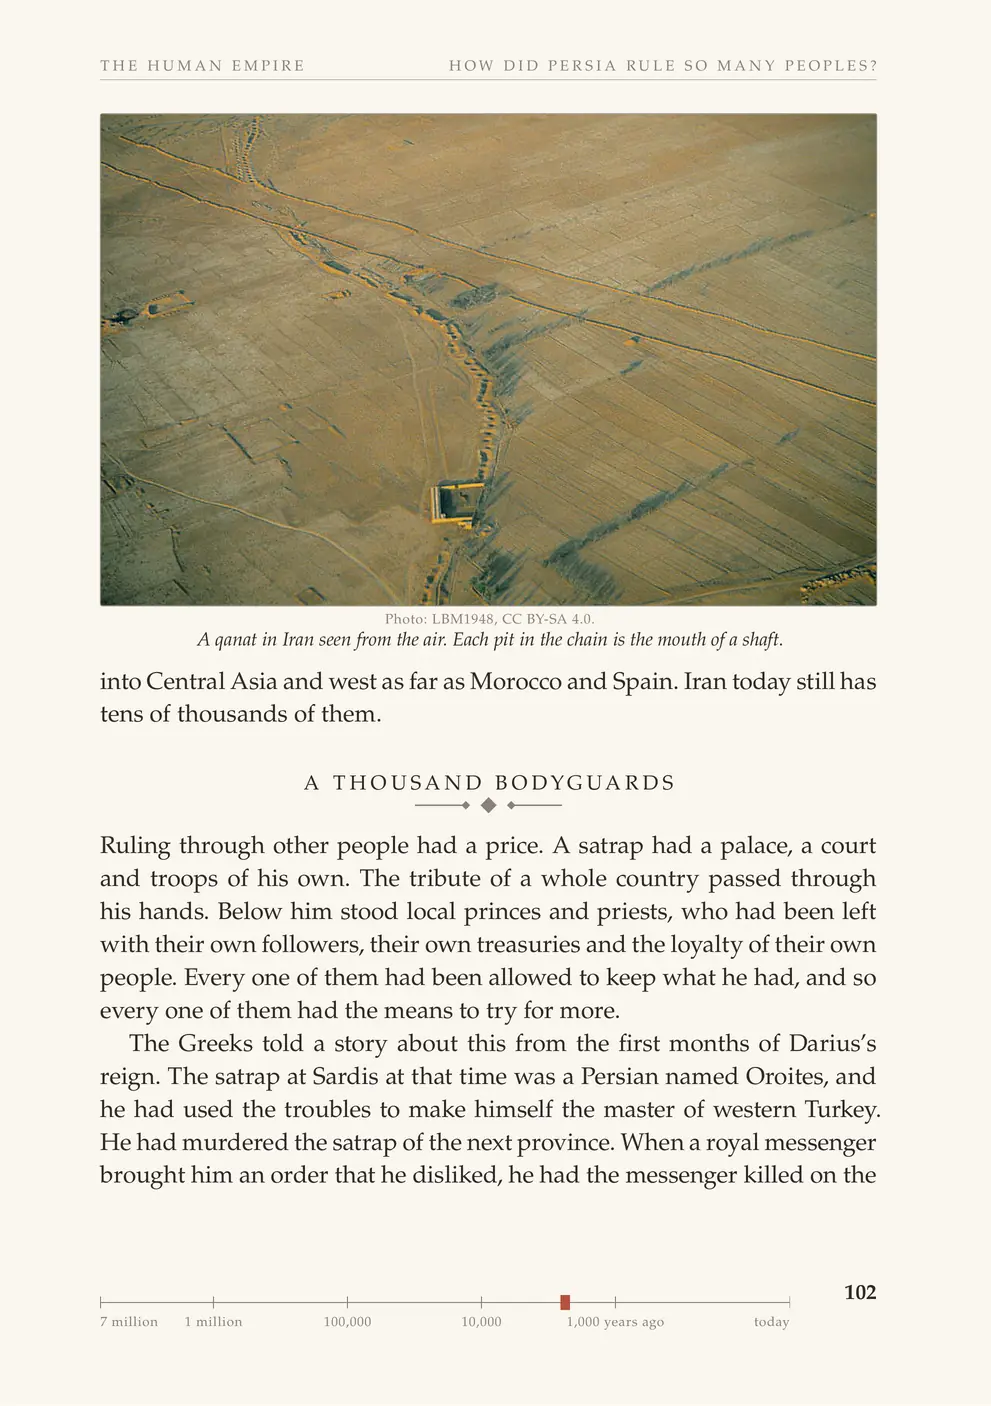 THE HUMAN EMPIRE
HOW DID PERSIA RULE SO MANY PEOPLES?
Photo: LBM1948, CC BY-SA 4.0.
A qanat in Iran seen from the air. Each pit in the chain is the mouth of a shaft.
into Central Asia and west as far as Morocco and Spain. Iran today still has
tens of thousands of them.
A THOUSAND BODYGUARDS
Ruling through other people had a price. A satrap had a palace, a court
and troops of his own. The tribute of a whole country passed through
his hands. Below him stood local princes and priests, who had been left
with their own followers, their own treasuries and the loyalty of their own
people. Every one of them had been allowed to keep what he had, and so
every one of them had the means to try for more.
The Greeks told a story about this from the first months of Darius’s
reign. The satrap at Sardis at that time was a Persian named Oroites, and
he had used the troubles to make himself the master of western Turkey.
He had murdered the satrap of the next province. When a royal messenger
brought him an order that he disliked, he had the messenger killed on the
102
7 million 1 million 100,000 10,000 1,000 years ago today